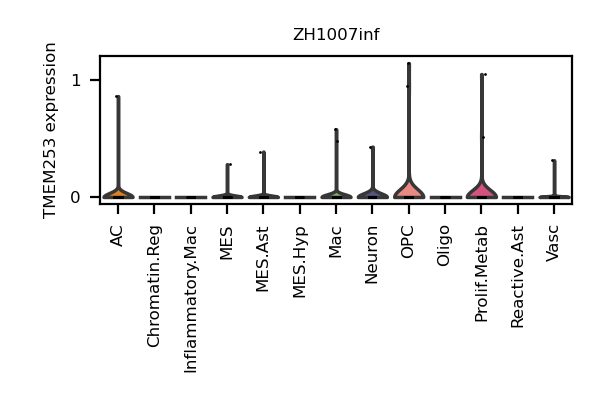 ZH1007inf
TMEM253 expression
1
0
AC
Chromatin.Reg
Inflammatory.Mac
MES
MES.Ast
MES.Hyp
Mac
Neuron
OPC
Oligo
Prolif.Metab
Reactive.Ast
Vasc